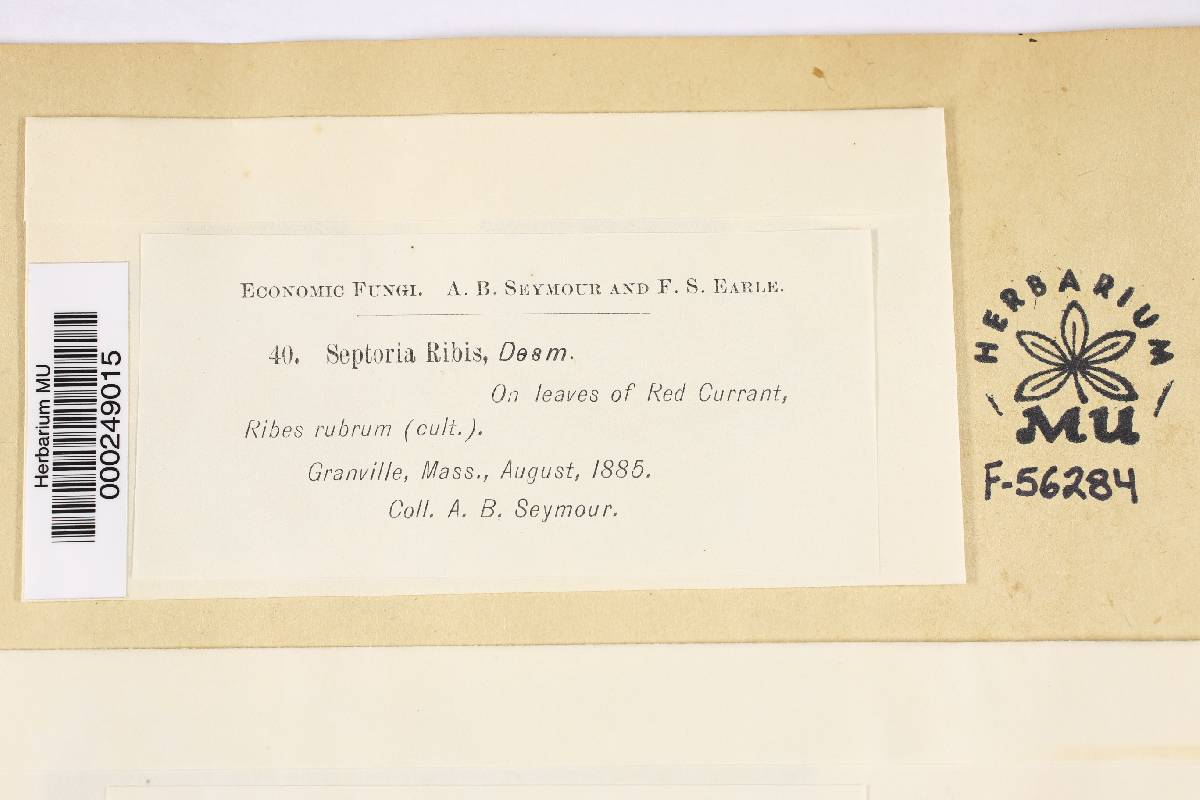 Economic Fungi. A. B. Seymour and F. S. Earle.
40. Septoria Ribis, Desm.
On leaves of Red Currant,
Ribes rubrum (cult.).
Granville, Mass., August, 1885.
Coll. A. B. Seymour.
Herbarium MU
000249015
HERBARIUM
MU
F-56284